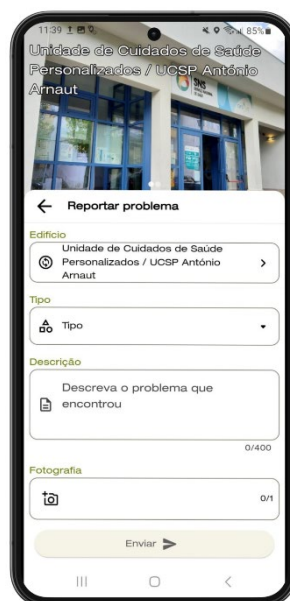 11:39
85%
Unidade de Cuidados de Saúde
Personalizados / UCSP António
Arnaut
SNS
Reportar problema
Edifício
Unidade de Cuidados de Saúde
Personalizados / UCSP António
Arnaut
Tipo
Tipo
Descrição
Descreva o problema que
encontrou
0/400
Fotografia
0/1
Enviar